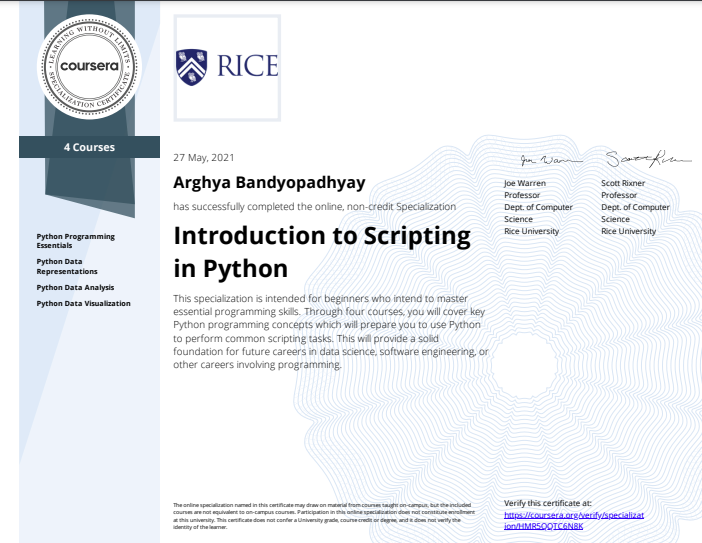 LEARNING WITHOUT LIMITS
coursera
SPECIALIZATION CERTIFICATE
4 Courses
Python Programming
Essentials
Python Data
Representations
Python Data Analysis
Python Data Visualization
RICE
27 May, 2021
Arghya Bandyopadhyay
has successfully completed the online, non-credit Specialization
Introduction to Scripting
in Python
This specialization is intended for beginners who intend to master
essential programming skills. Through four courses, you will cover key
Python programming concepts which will prepare you to use Python
to perform common scripting tasks. This will provide a solid
foundation for future careers in data science, software engineering, or
other careers involving programming.
Joe Warren
Professor
Dept. of Computer
Science
Rice University
Scott Rixner
Professor
Dept. of Computer
Science
Rice University
The online specialization named in this certificate may draw on material from courses taught on-campus, but the included
courses are not equivalent to on-campus courses. Participation in this online specialization does not constitute enrollment
at this university. This certificate does not confer a University grade, course credit or degree, and it does not verify the
identity of the learner.
Verify this certificate at:
https://coursera.org/verify/specializat
ion/HMR5QQTC6N8K